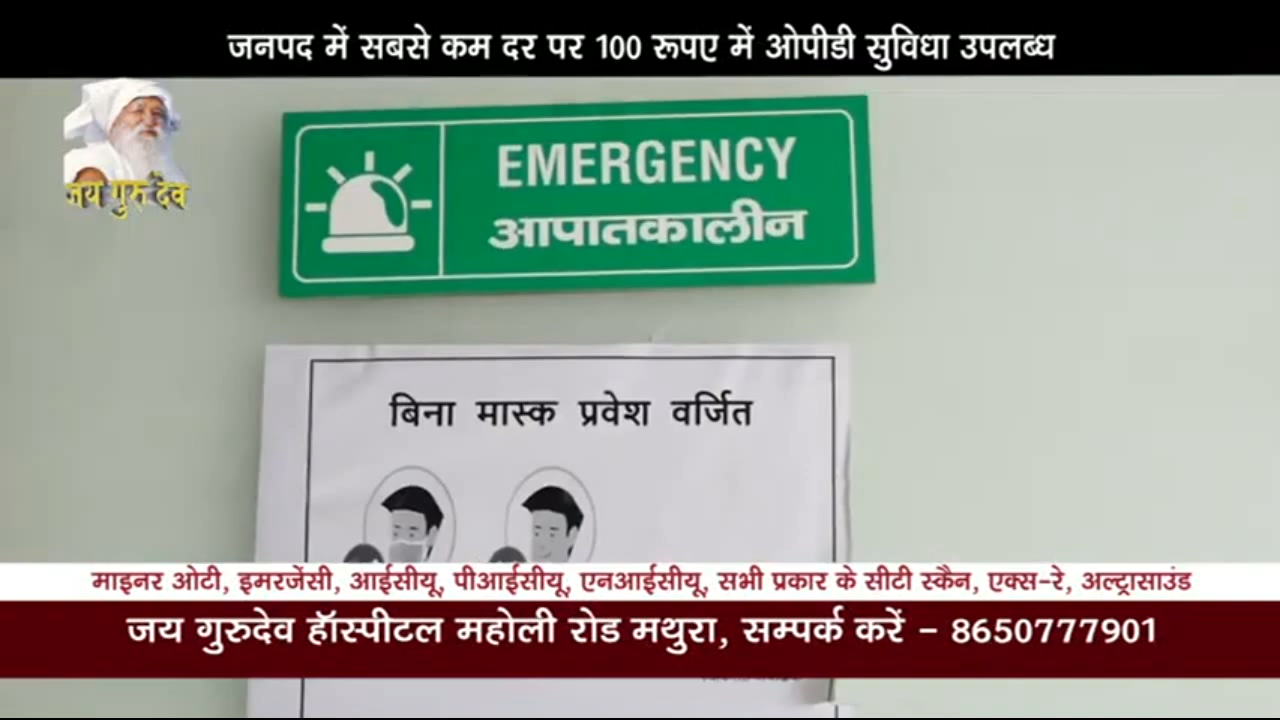 जनपद में सबसे कम दर पर 100 रूपए में ओपीडी सुविधा उपलब्ध
जय गुरु देव
EMERGENCY
आपातकालीन
बिना मास्क प्रवेश वर्जित
माइनर ओटी, इमरजेंसी, आईसीयू, पीआईसीयू, एनआईसीयू, सभी प्रकार के सीटी स्कैन, एक्स-रे, अल्ट्रासाउंड
जय गुरुदेव हॉस्पीटल महोली रोड मथुरा, सम्पर्क करें – 8650777901